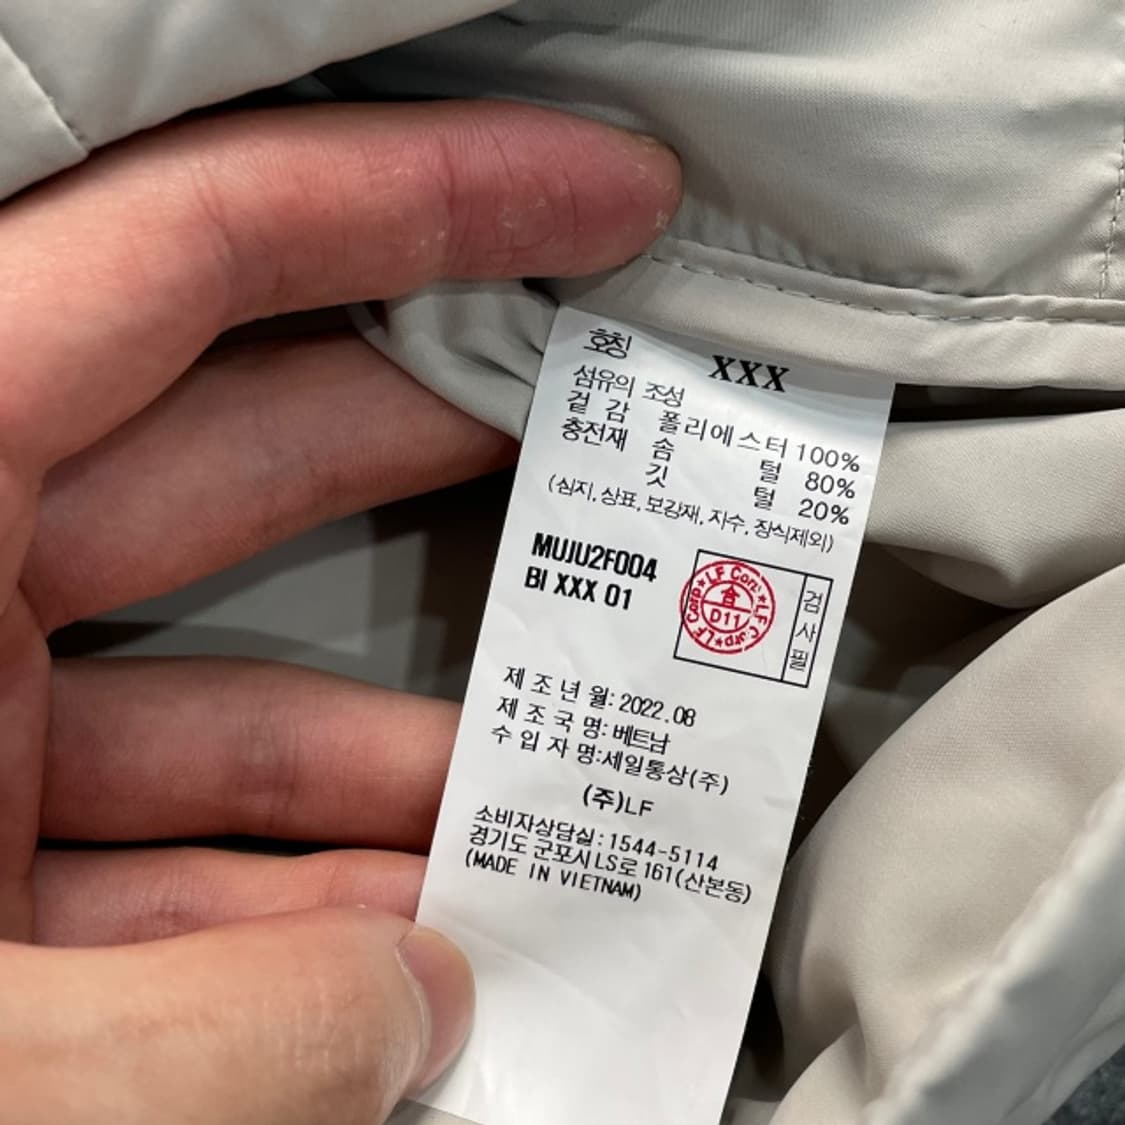 호칭 XXX
섬유의 조성
겉 감 폴리에스터 100%
충전재 솜 털 80%
깃 털 20%
(심지, 상표, 보강재, 자수, 장식제외)
MUJU2F004
BI XXX 01
LF Corp★LF Corp★LF Corp★
合
D11
검사필
제 조 년 월: 2022.08
제 조 국 명: 베트남
수 입 자 명:세일통상(주)
(주)LF
소비자상담실: 1544-5114
경기도 군포시 LS로 161(산본동)
(MADE IN VIETNAM)